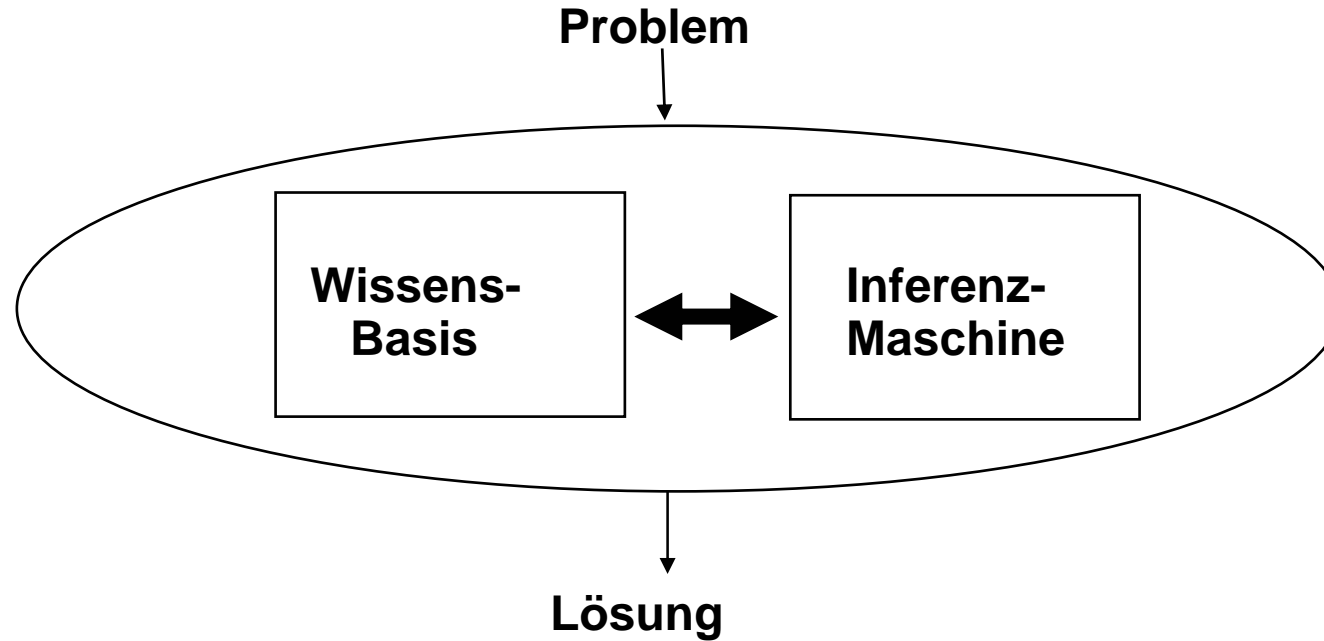 Problem
Wissens-
Basis
Inferenz-
Maschine
Lösung